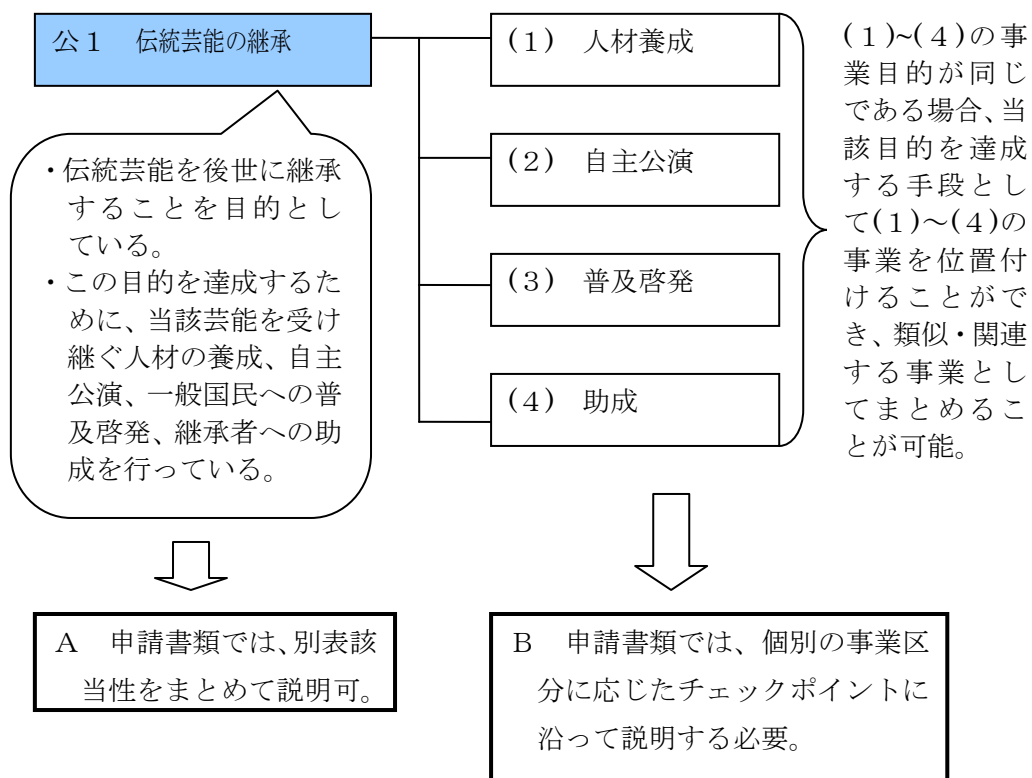 公１　伝統芸能の継承
・伝統芸能を後世に継承
することを目的とし
ている。
・この目的を達成するた
めに、当該芸能を受け
継ぐ人材の養成、自主
公演、一般国民への普
及啓発、継承者への助
成を行っている。
(１)　人材養成
(２)　自主公演
(３)　普及啓発
(４)　助成
(１)~(４)の事
業目的が同じ
である場合、当
該目的を達成
する手段とし
て(１)～(４)の
事業を位置付
けることがで
き、類似・関連
する事業とし
てまとめるこ
とが可能。
Ａ　申請書類では、別表該
当性をまとめて説明可。
Ｂ　申請書類では、個別の事業区
分に応じたチェックポイントに
沿って説明する必要。